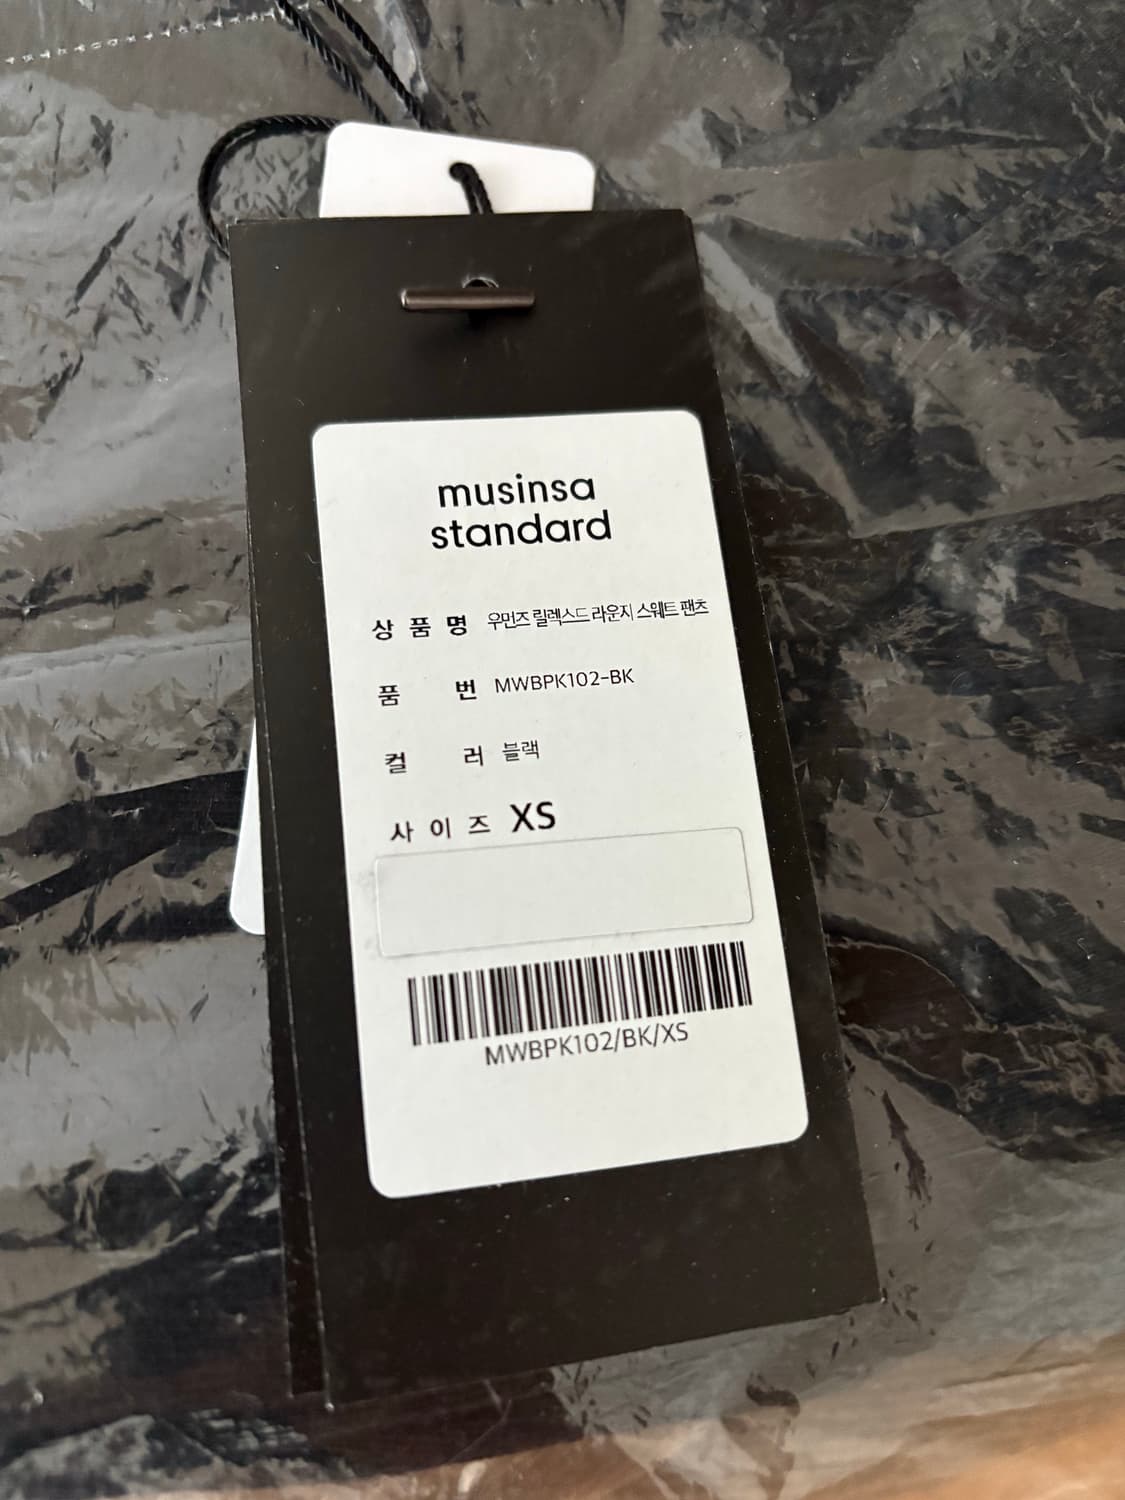 musinsa
standard
상품명 우먼즈 릴렉스드 라운지 스웨트 팬츠
품번 MWBPK102-BK
컬러 블랙
사이즈 XS
MWBPK102/BK/XS